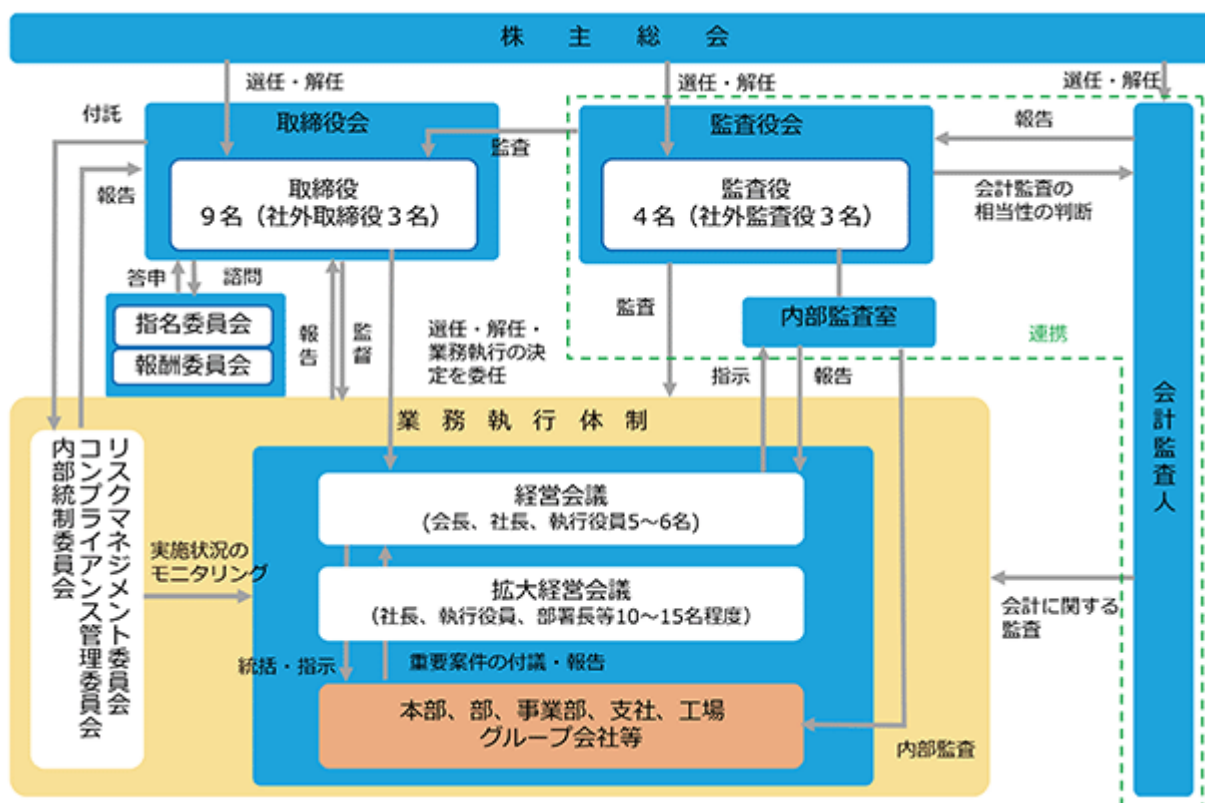 株主総会
選任・解任
選任・解任
選任・解任
付託
取締役会
監査
監査役会
報告
報告
取締役
9名（社外取締役３名）
監査役
４名（社外監査役３名）
会計監査の
相当性の判断
答申
諮問
指名委員会
報酬委員会
報告
監督
選任・解任・
業務執行の決
定を委任
監査
内部監査室
連携
指示
報告
会計監査人
業務執行体制
リスクマネジメント委員会
コンプライアンス管理委員会
内部統制委員会
経営会議
(会長、社長、執行役員5～6名)
実施状況の
モニタリング
拡大経営会議
（社長、執行役員、部署長等10～15名程度）
会計に関する
監査
統括・指示
重要案件の付議・報告
本部、部、事業部、支社、工場
グループ会社等
内部監査